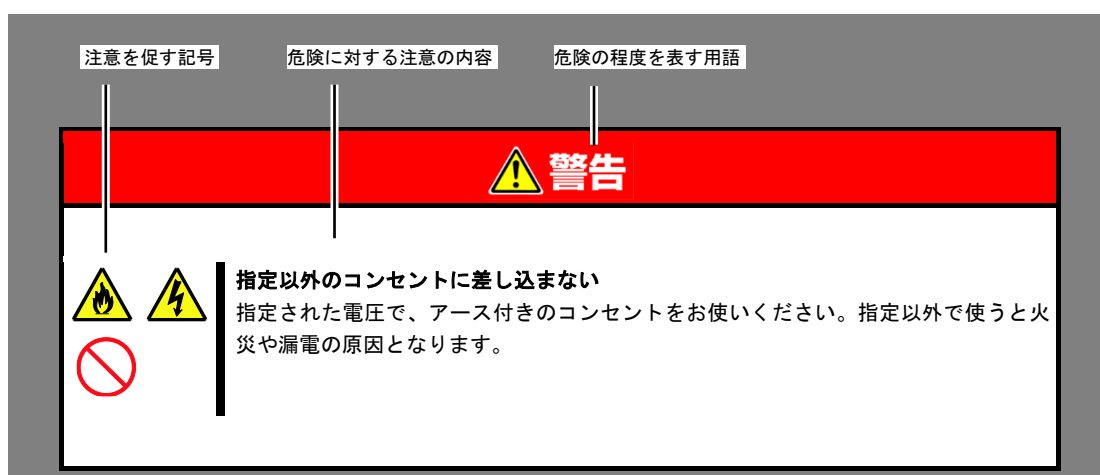 注意を促す記号
危険に対する注意の内容
危険の程度を表す用語
警告
指定以外のコンセントに差し込まない
指定された電圧で、アース付きのコンセントをお使いください。指定以外で使うと火
災や漏電の原因となります。